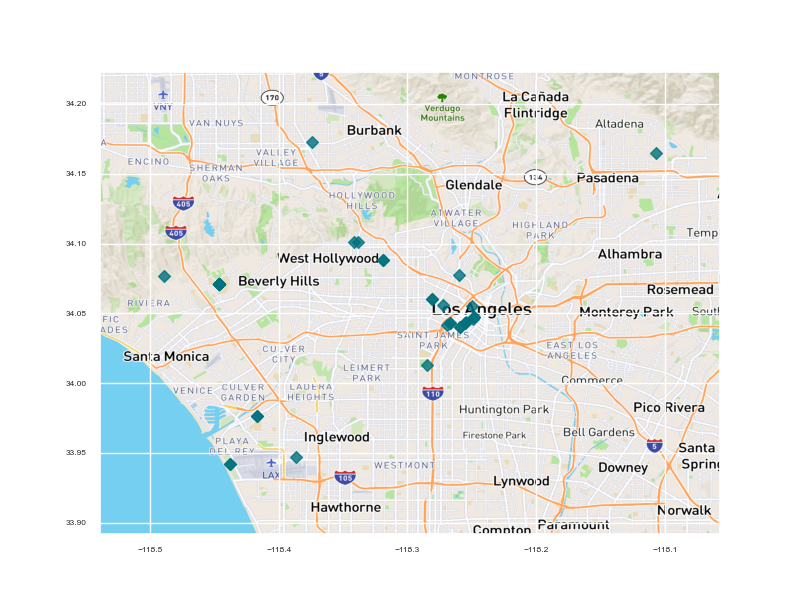 MONTROSE
5
34.20
VNY
170
La Cañada
Flintridge
Verdugo
Mountains
VAN NUYS
Burbank
Altadena
A
ENCINO
VALLEY
VILLAGE
SHERMAN
OAKS
34.15
Glendale
134
Pasadena
405
HOLLYWOOD
HILLS
ATWATER
VILLAGE
HIGHLAND
PARK
405
Temp
34.10
West Hollywood
Alhambra
Beverly Hills
Rosemead
RIVIERA
34.05
Los Angeles
Monterey Park
South
FIC
ADES
SAINT JAMES
PARK
Santa Monica
CULVER
CITY
EAST LOS
ANGELES
LEIMERT
PARK
34.00
Commerce
VENICE
CULVER
GARDEN
LADERA
HEIGHTS
110
Huntington Park
Pico Rivera
PLAYA
DEL REY
Inglewood
Firestone Park
Bell Gardens
5
Santa
Spring
33.95
LAX
WESTMONT
105
Downey
Lynwood
Hawthorne
Norwalk
33.90
Compton
Paramount
−118.5
−118.4
−118.3
−118.2
−118.1